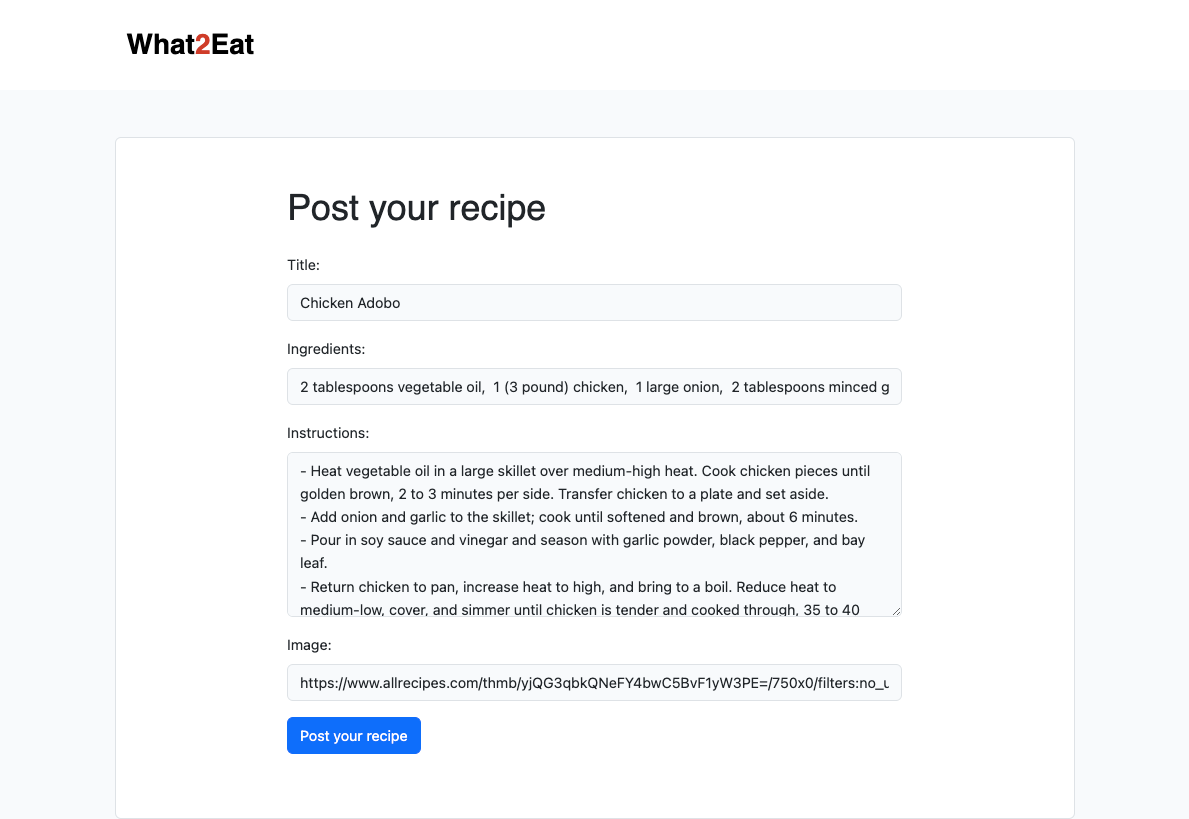 What2Eat
Post your recipe
Title:
Chicken Adobo
Ingredients:
2 tablespoons vegetable oil,  1 (3 pound) chicken,  1 large onion,  2 tablespoons minced g
Instructions:
- Heat vegetable oil in a large skillet over medium-high heat. Cook chicken pieces until
golden brown, 2 to 3 minutes per side. Transfer chicken to a plate and set aside.
- Add onion and garlic to the skillet; cook until softened and brown, about 6 minutes.
- Pour in soy sauce and vinegar and season with garlic powder, black pepper, and bay
leaf.
- Return chicken to pan, increase heat to high, and bring to a boil. Reduce heat to
medium-low, cover, and simmer until chicken is tender and cooked through, 35 to 40
Image:
https://www.allrecipes.com/thmb/yjQG3qbkQNeFY4bwC5BvF1yW3PE=/750x0/filters:no_u
Post your recipe